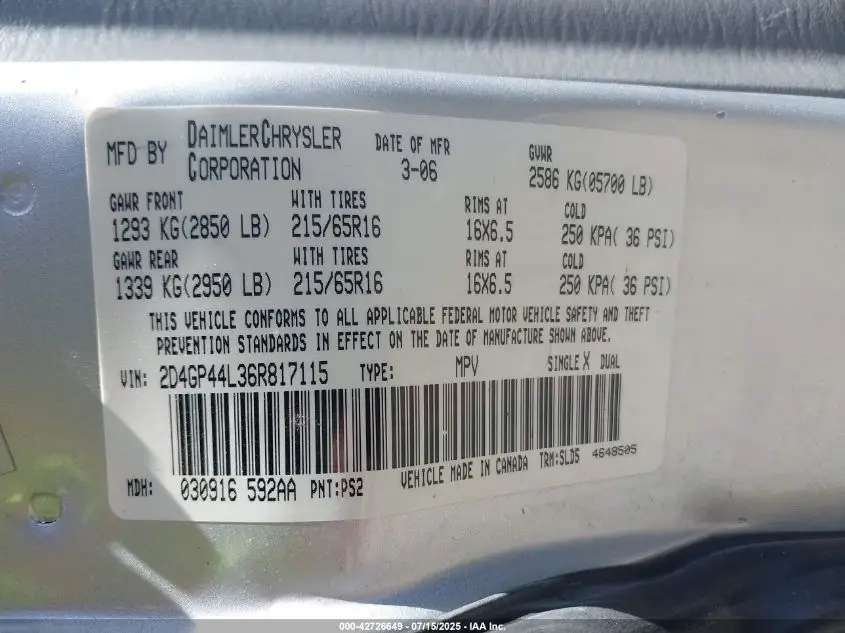 MFD BY DAIMLERCHRYSLER CORPORATION DATE OF MFR 3-06 GVWR 2586 KG(05700 LB)
GAWR FRONT WITH TIRES RIMS AT COLD
1293 KG(2850 LB) 215/65R16 16X6.5 250 KPA( 36 PSI)
GAWR REAR WITH TIRES RIMS AT COLD
1339 KG(2950 LB) 215/65R16 16X6.5 250 KPA( 36 PSI)
THIS VEHICLE CONFORMS TO ALL APPLICABLE FEDERAL MOTOR VEHICLE SAFETY AND THEFT
PREVENTION STANDARDS IN EFFECT ON THE DATE OF MANUFACTURE SHOWN ABOVE.
VIN: 2D4GP44L36R817115 TYPE: MPV SINGLE X DUAL
MDH: 030916 592AA PNT:PS2 VEHICLE MADE IN CANADA TRM:SLD5 4648505
000-42726649 - 07/15/2025 - IAA Inc.